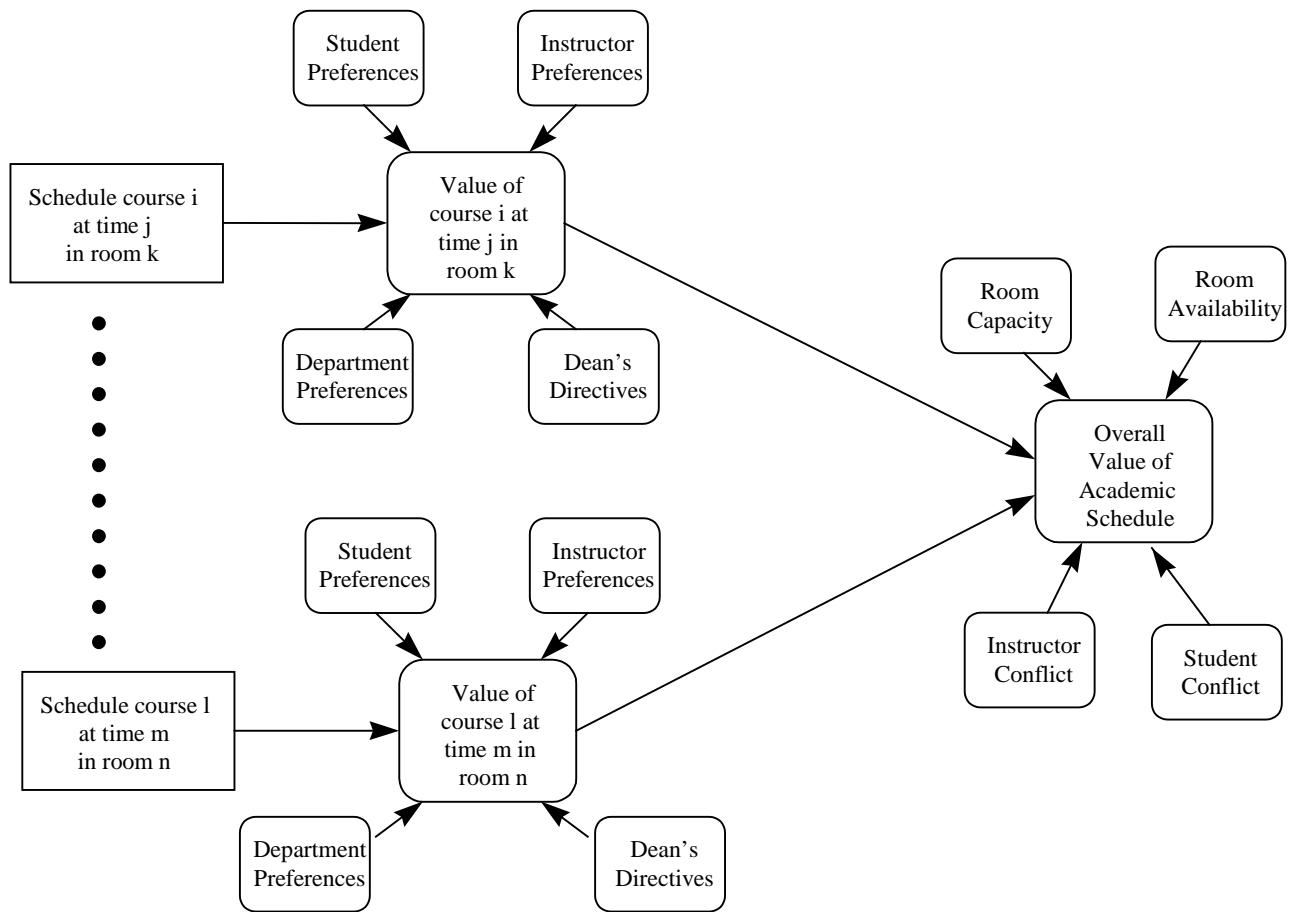 Student
Preferences
Instructor
Preferences
Schedule course i
at time j
in room k
Value of
course i at
time j in
room k
Department
Preferences
Dean's
Directives
Room
Capacity
Room
Availability
Overall
Value of
Academic
Schedule
Instructor
Conflict
Student
Conflict
Student
Preferences
Instructor
Preferences
Schedule course l
at time m
in room n
Value of
course l at
time m in
room n
Department
Preferences
Dean's
Directives